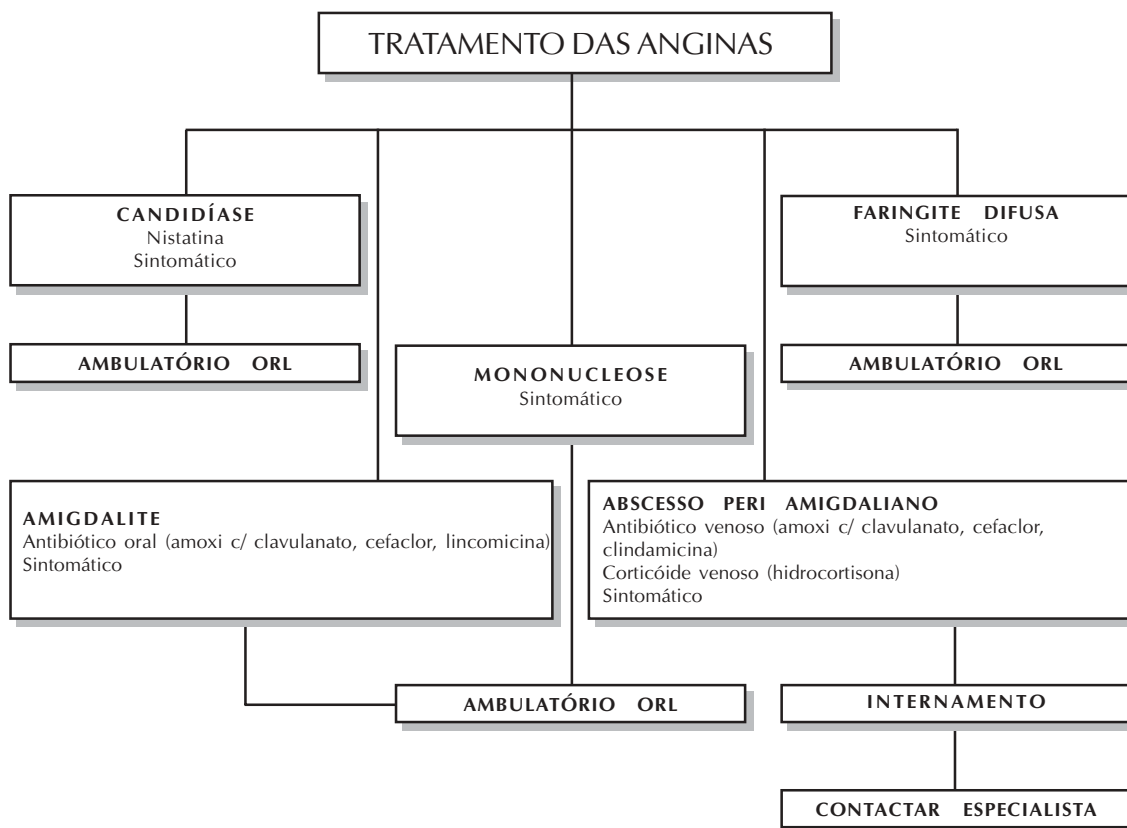 TRATAMENTO DAS ANGINAS
CANDIDÍASE
Nistatina
Sintomático
FARINGITE DIFUSA
Sintomático
AMBULATÓRIO ORL
MONONUCLEOSE
Sintomático
AMBULATÓRIO ORL
AMIGDALITE
Antibiótico oral (amoxi c/ clavulanato, cefaclor, lincomicina)
Sintomático
ABSCESSO PERI AMIGDALIANO
Antibiótico venoso (amoxi c/ clavulanato, cefaclor,
clindamicina)
Corticóide venoso (hidrocortisona)
Sintomático
AMBULATÓRIO ORL
INTERNAMENTO
CONTACTAR ESPECIALISTA